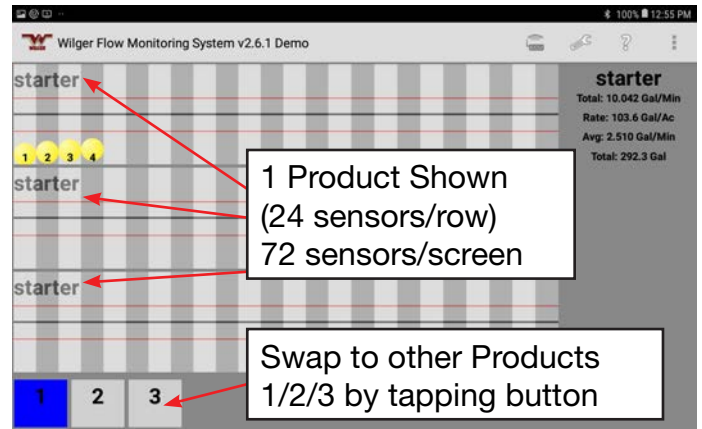 100% 12:55 PM
Wilger Flow Monitoring System v2.6.1 Demo
starter
1 2 3 4
starter
starter
starter
Total: 10.042 Gal/Min
Rate: 103.6 Gal/Ac
Avg: 2.510 Gal/Min
Total: 292.3 Gal
1 Product Shown
(24 sensors/row)
72 sensors/screen
Swap to other Products
1/2/3 by tapping button
1 2 3